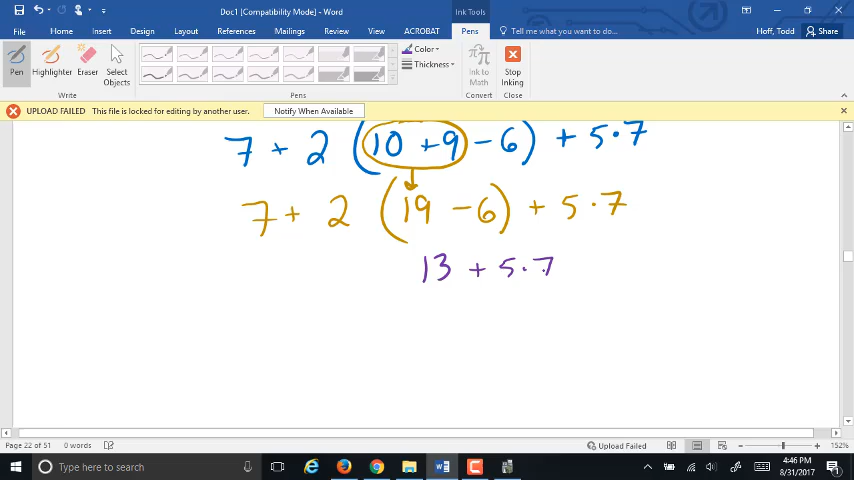 Doc1 [Compatibility Mode] - Word
Ink Tools
File Home Insert Design Layout References Mailings Review View ACROBAT Pens Tell me what you want to do... Hoff, Todd Share
Pen Highlighter Eraser Select Objects
Color
Thickness
Ink to Math
Stop Inking
Write Pens Convert Close
UPLOAD FAILED This file is locked for editing by another user. Notify When Available
7 + 2 (10 + 9 - 6) + 5 · 7
7 + 2 (19 - 6) + 5 · 7
13 + 5 · 7
Page 22 of 51 0 words Upload Failed 152%
Type here to search
4:46 PM
8/31/2017